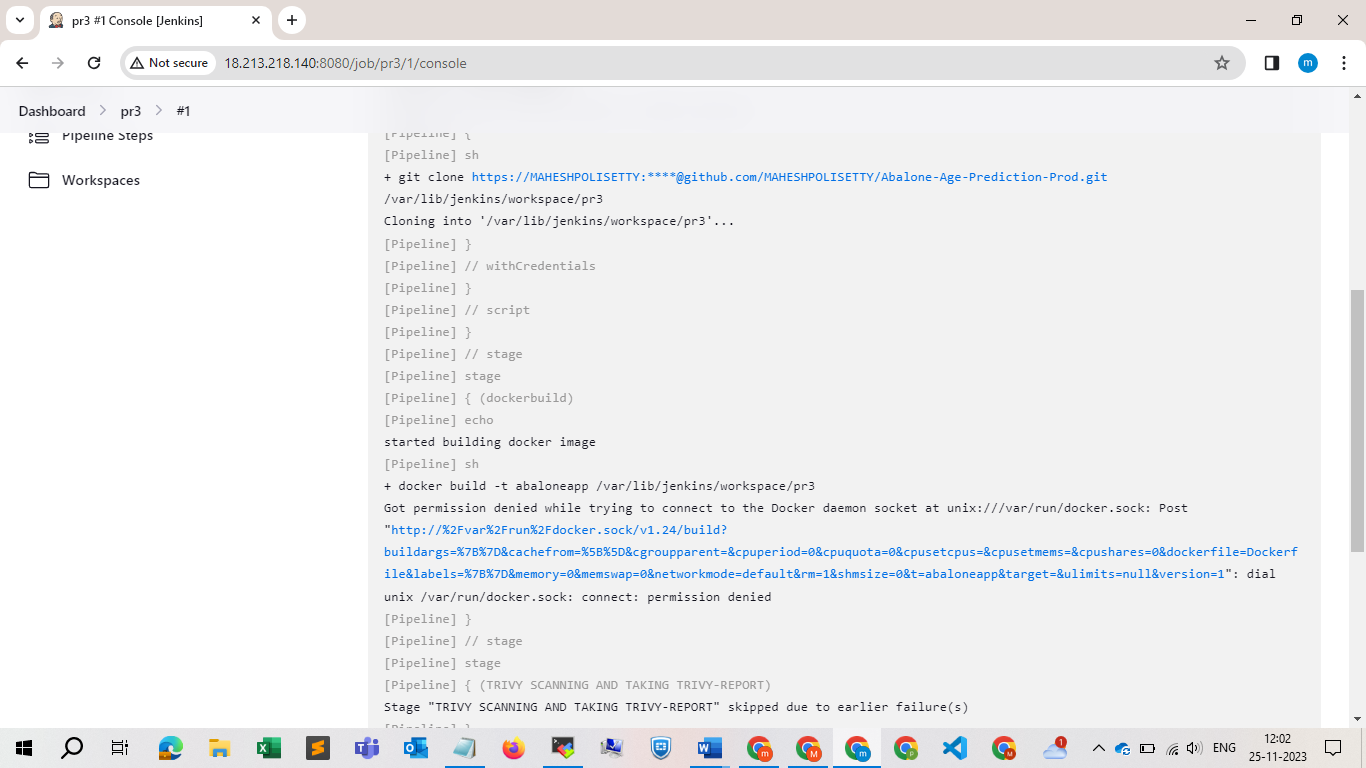 pr3 #1 Console [Jenkins]
Not secure
18.213.218.140:8080/job/pr3/1/console
m
Dashboard
pr3
#1
Pipeline Steps
Workspaces
[Pipeline] {
[Pipeline] sh
+ git clone https://MAHESHPOLISETTY:****@github.com/MAHESHPOLISETTY/Abalone-Age-Prediction-Prod.git
/var/lib/jenkins/workspace/pr3
Cloning into '/var/lib/jenkins/workspace/pr3'...
[Pipeline] }
[Pipeline] // withCredentials
[Pipeline] }
[Pipeline] // script
[Pipeline] }
[Pipeline] // stage
[Pipeline] stage
[Pipeline] { (dockerbuild)
[Pipeline] echo
started building docker image
[Pipeline] sh
+ docker build -t abaloneapp /var/lib/jenkins/workspace/pr3
Got permission denied while trying to connect to the Docker daemon socket at unix:///var/run/docker.sock: Post
"http://%2Fvar%2Frun%2Fdocker.sock/v1.24/build?
buildargs=%7B%7D&cachefrom=%5B%5D&cgroupparent=&cpuperiod=0&cpuquota=0&cpusetcpus=&cpusetmems=&cpushares=0&dockerfile=Dockerf
ile&labels=%7B%7D&memory=0&memswap=0&networkmode=default&rm=1&shmsize=0&t=abaloneapp&target=&ulimits=null&version=1": dial
unix /var/run/docker.sock: connect: permission denied
[Pipeline] }
[Pipeline] // stage
[Pipeline] stage
[Pipeline] { (TRIVY SCANNING AND TAKING TRIVY-REPORT)
Stage "TRIVY SCANNING AND TAKING TRIVY-REPORT" skipped due to earlier failure(s)
[Pipeline] }
ENG
12:02
25-11-2023